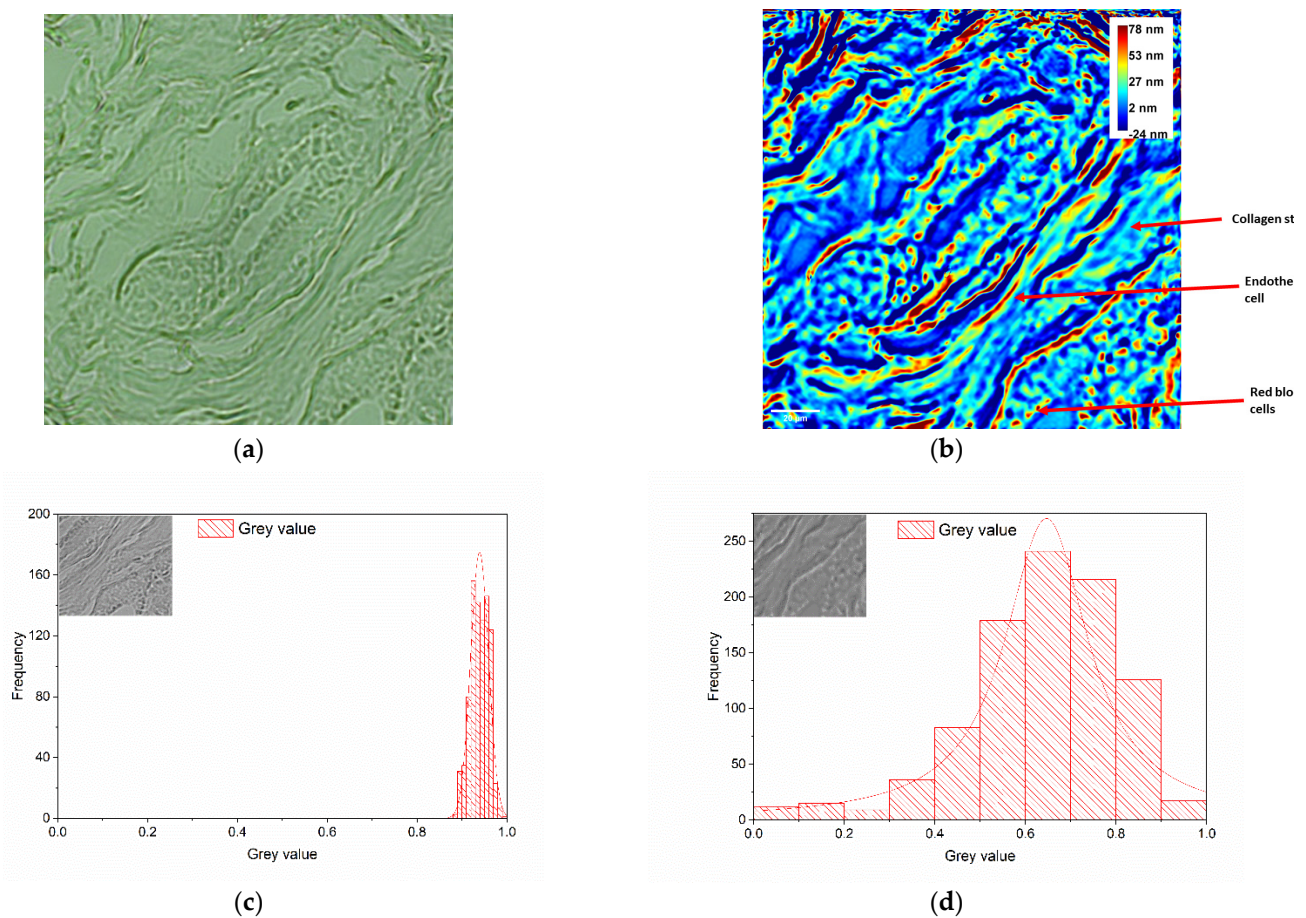 78 nm
53 nm
27 nm
2 nm
-24 nm
Collagen st
Endothe
cell
Red blo
cells
20 μm
(a)
(b)
200
160
120
80
40
0
Frequency
Grey value
0.0
0.2
0.4
0.6
0.8
1.0
Grey value
(c)
250
200
150
100
50
0
Frequency
Grey value
0.0
0.2
0.4
0.6
0.8
1.0
Grey value
(d)